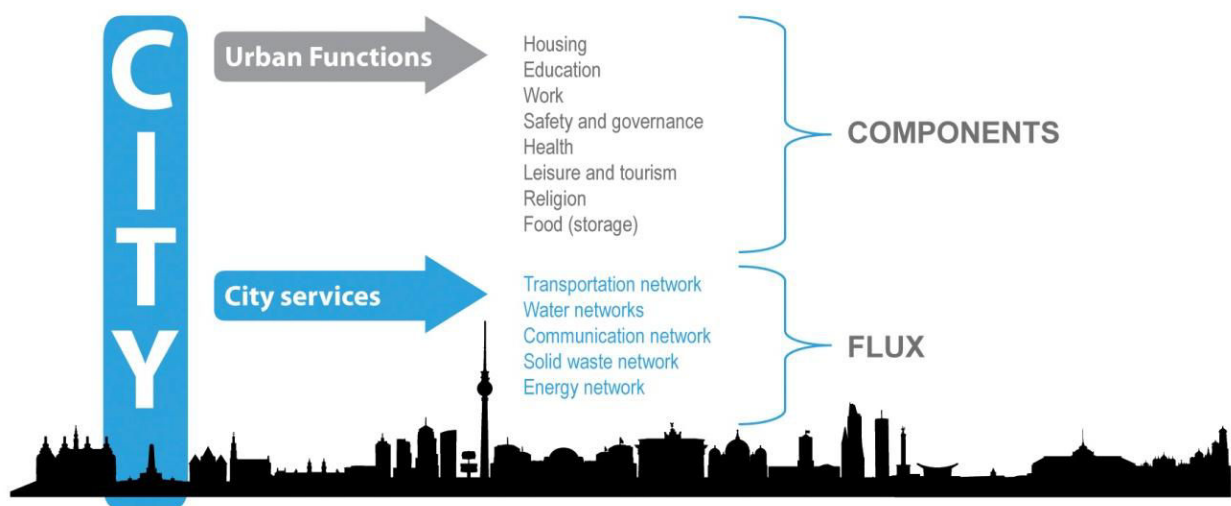 CITY
Urban Functions
Housing
Education
Work
Safety and governance
Health
Leisure and tourism
Religion
Food (storage)
COMPONENTS
City services
Transportation network
Water networks
Communication network
Solid waste network
Energy network
FLUX